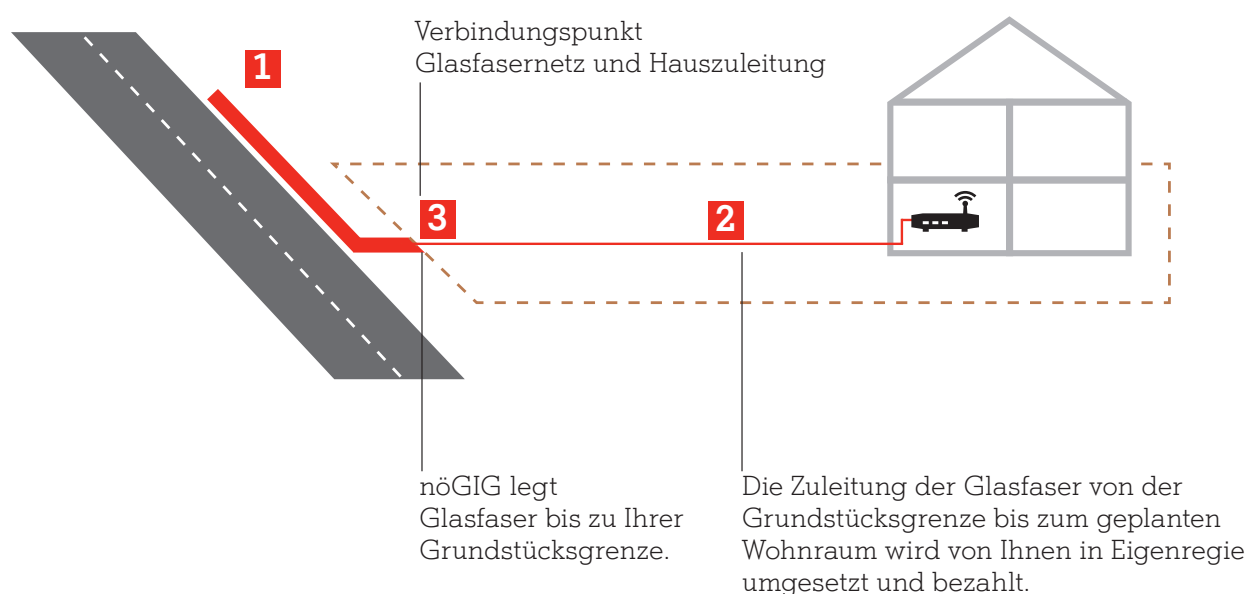 Verbindungspunkt
Glasfasernetz und Hauszuleitung
1
3
2
nöGIG legt
Glasfaser bis zu Ihrer
Grundstücksgrenze.
Die Zuleitung der Glasfaser von der
Grundstücksgrenze bis zum geplanten
Wohnraum wird von Ihnen in Eigenregie
umgesetzt und bezahlt.